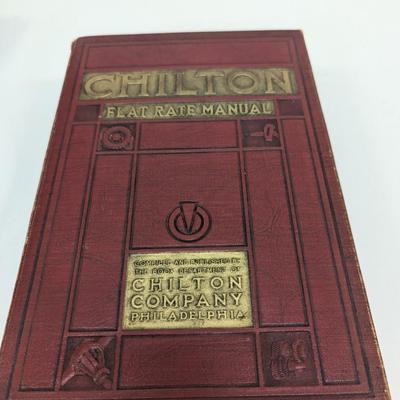 CHILTON
FLAT RATE MANUAL
COMPILED AND PUBLISHED BY
THE BOOK DEPARTMENT OF
CHILTON
COMPANY
PHILADELPHIA